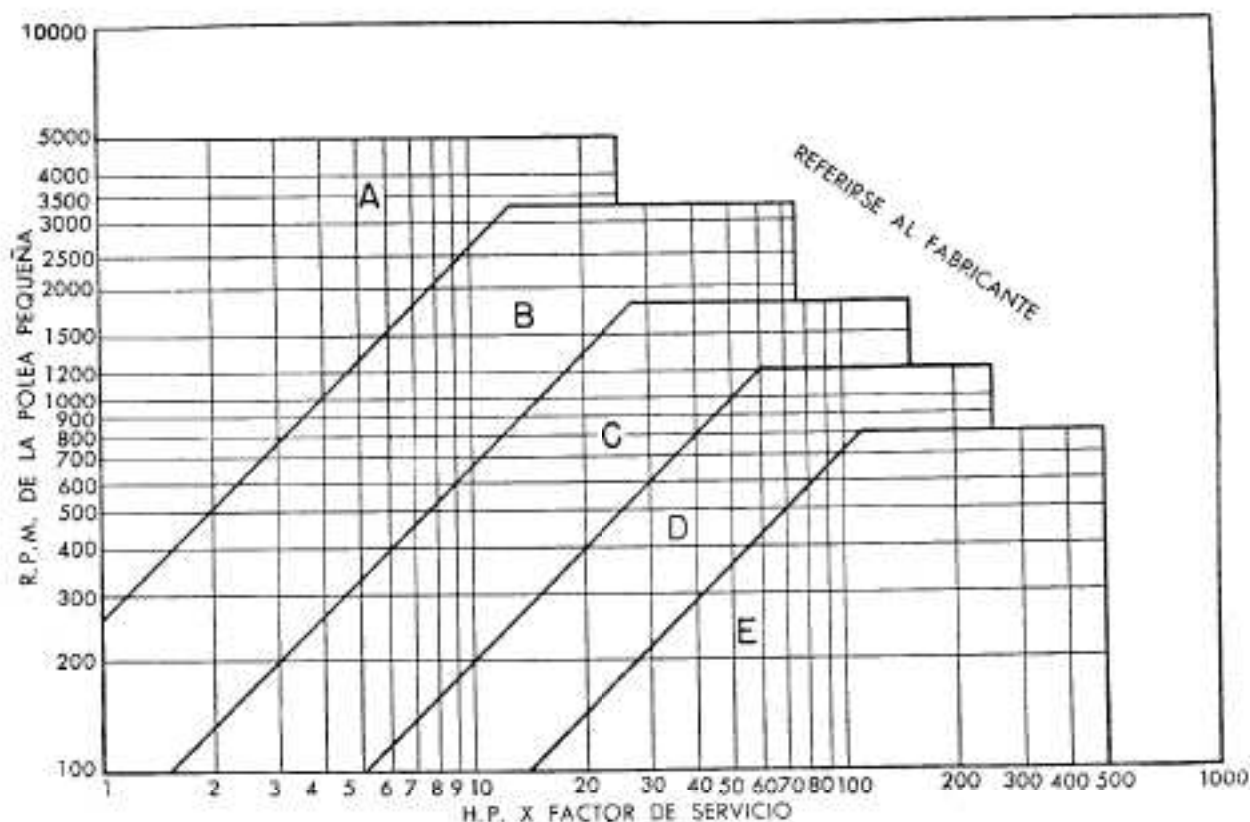 10000
5000
4000
3500
3000
2500
2000
1500
1200
1000
900
800
700
600
500
400
300
200
100
R.P.M. DE LA POLEA PEQUEÑA
A
B
C
D
E
REFERIRSE AL FABRICANTE
1 2 3 4 5 6 7 8 9 10 20 30 40 50 60 70 80 100 200 300 400 500 1000
H.P. X FACTOR DE SERVICIO